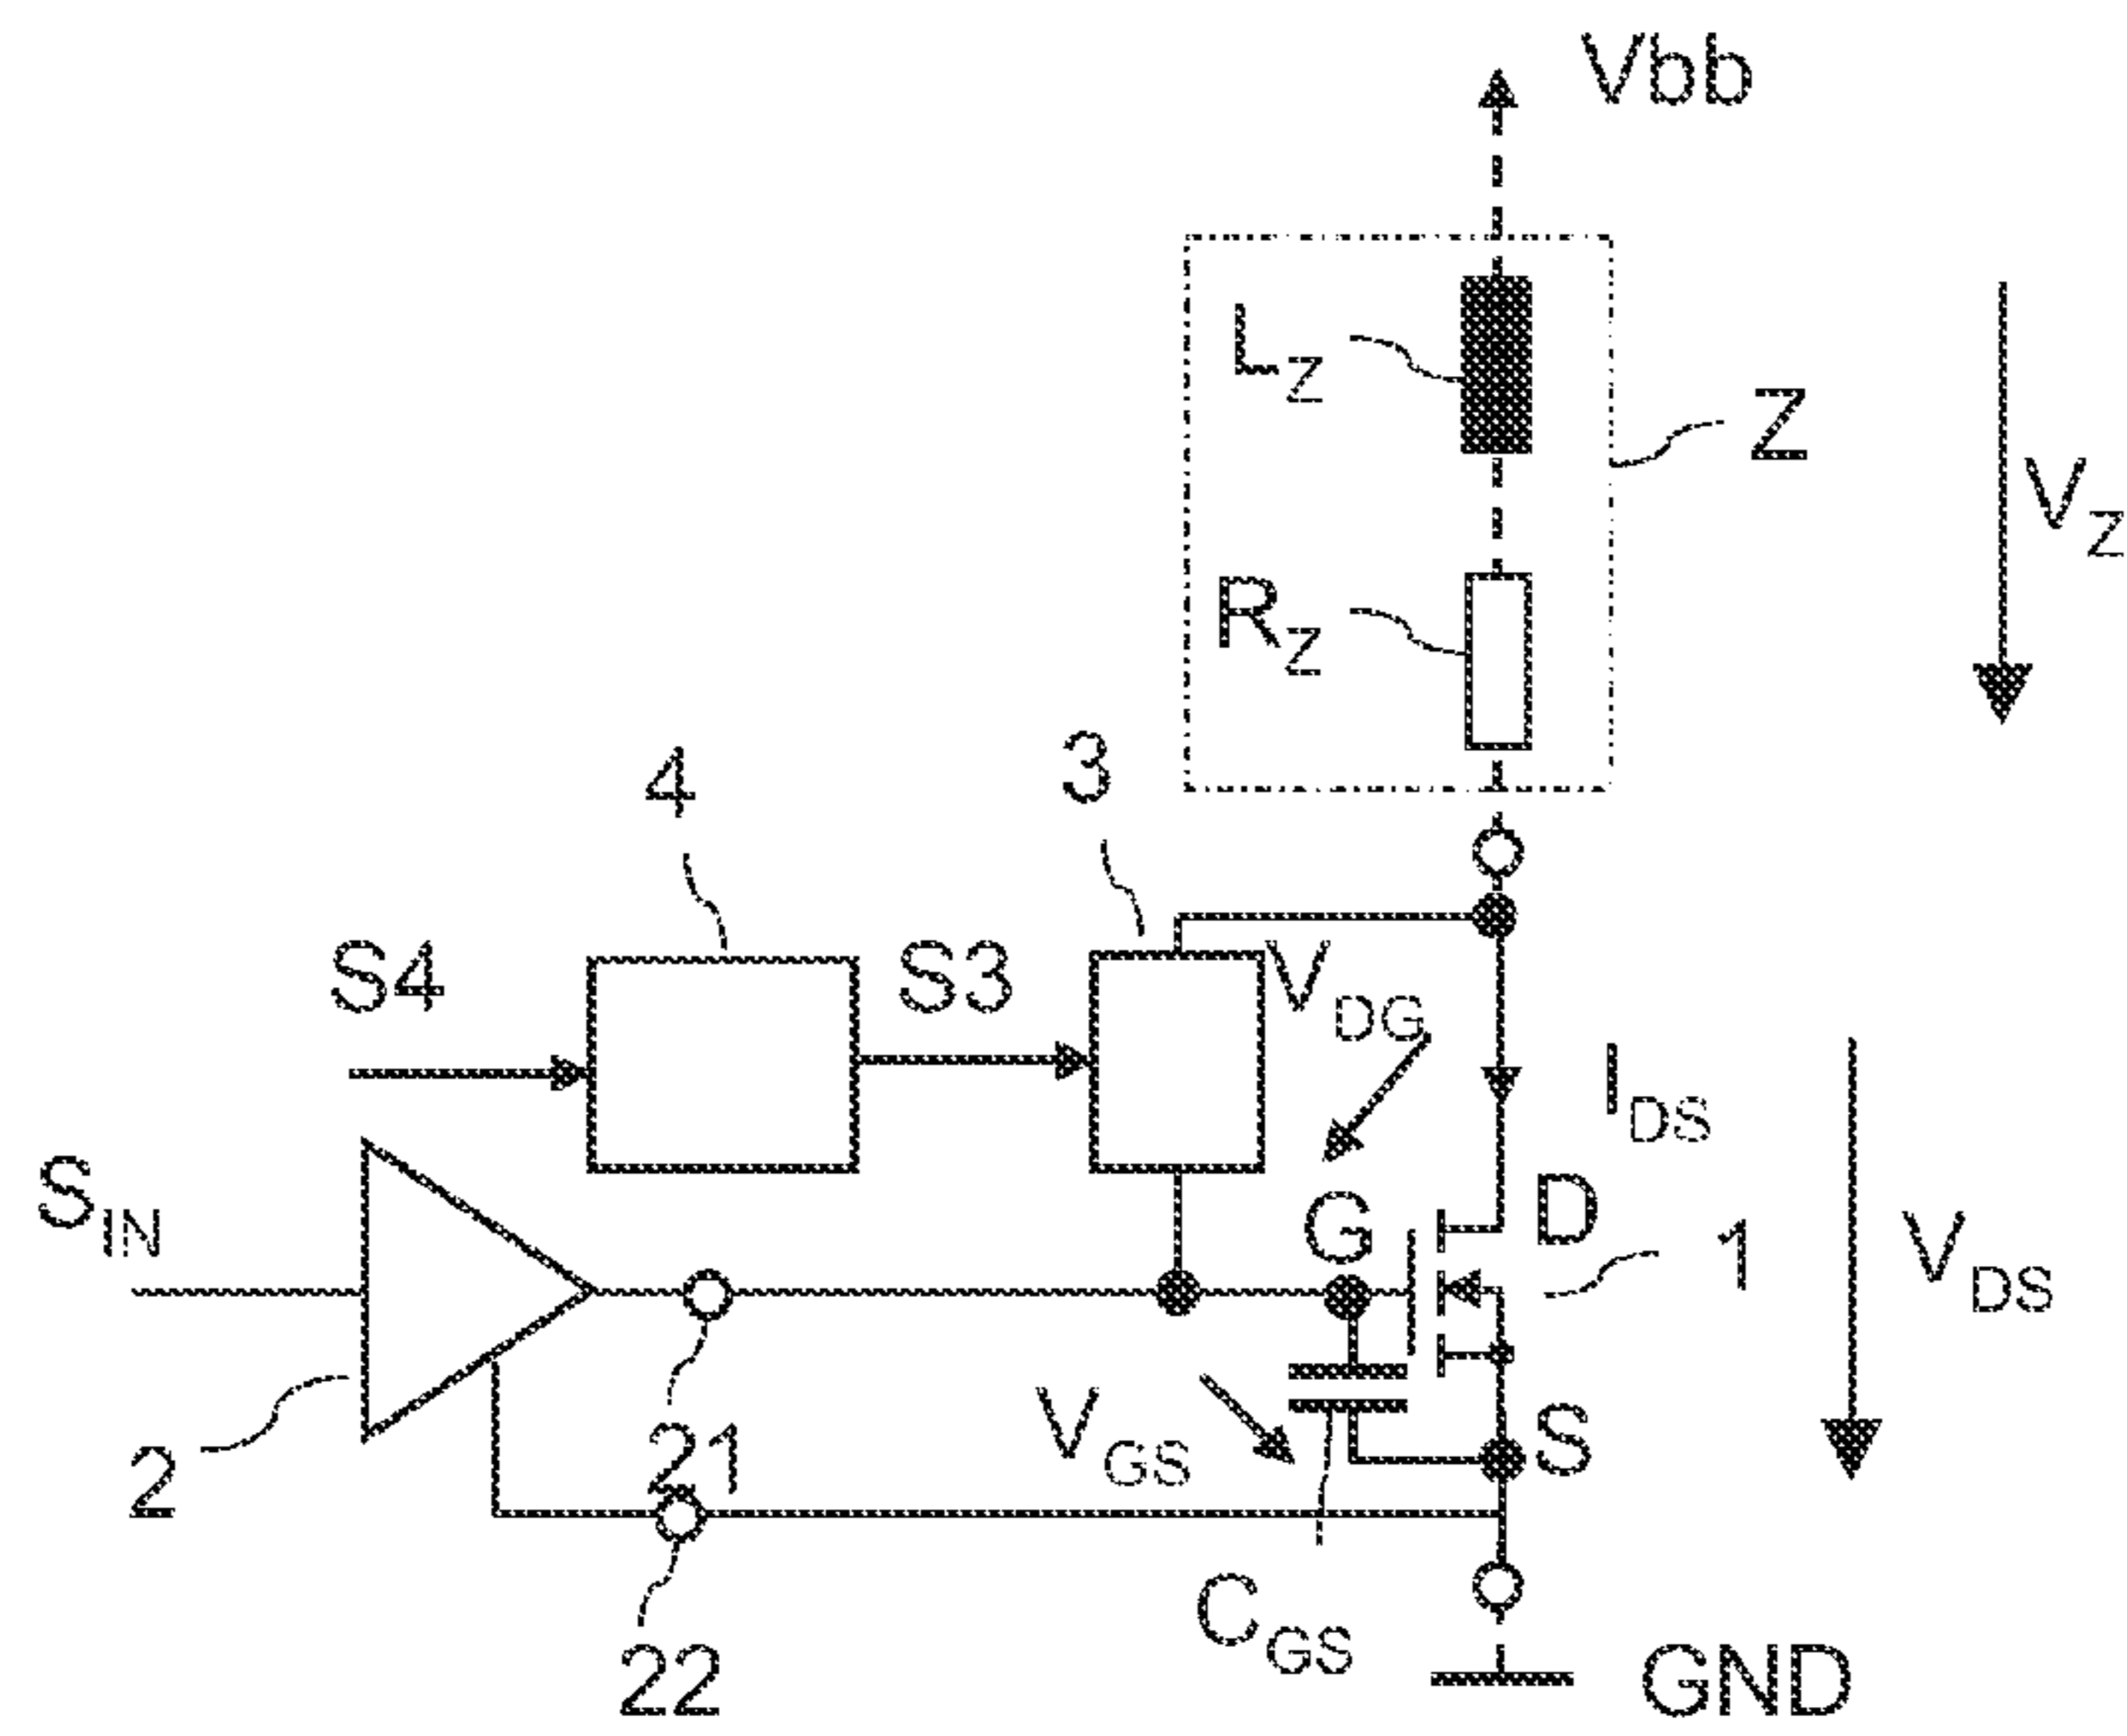 Vbb
L_Z
Z
V_Z
R_Z
4
3
S4
S3
V_DG
I_DS
S_IN
G
D
1
V_DS
2
21
V_GS
S
22
C_GS
GND